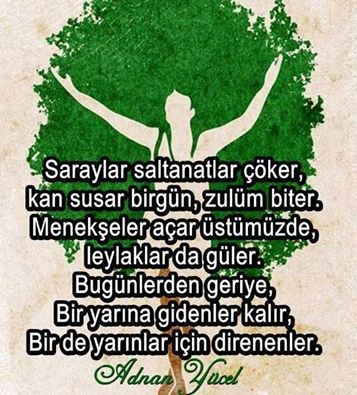 Saraylar saltanatlar çöker,
kan susar birgün, zulüm biter.
Menekşeler açar üstümüzde,
leylaklar da güler.
Bugünlerden geriye,
Bir yarına gidenler kalır,
Bir de yarınlar için direnenler.
Adnan Yücel